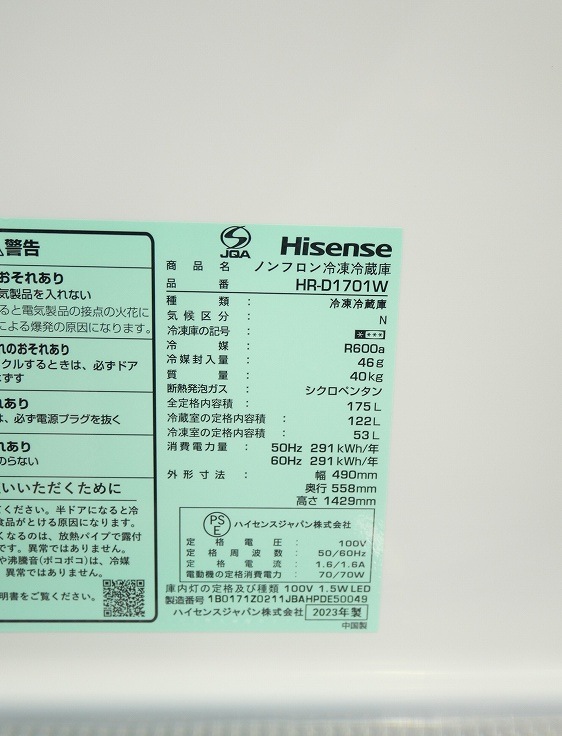 警告
おそれあり
気製品を入れない
ると電気製品の接点の火花に
による爆発の原因になります。
れのおそれあり
クルするときは、必ずドア
はずす
れあり
は、必ず電源プラグを抜く
れあり
のらない
いいただくために
てください。半ドアになると冷
食品がとける原因になります。
くなるのは、放熱パイプで露付
です。異常ではありません。
や沸騰音(ポコポコ)は、冷媒
異常ではありません。
明書をご覧ください。
JQA Hisense
商品名 ノンフロン冷凍冷蔵庫
品番 HR-D1701W
種類 : 冷凍冷蔵庫
気候区分 : N
冷凍庫の記号 : ****
冷媒 : R600a
冷媒封入量 : 46g
質量 : 40kg
断熱発泡ガス : シクロペンタン
全定格内容積 : 175L
冷蔵室の定格内容積 : 122L
冷凍室の定格内容積 : 53L
消費電力量 : 50Hz 291kWh/年
60Hz 291kWh/年
外形寸法 : 幅 490mm
奥行 558mm
高さ 1429mm
PSE ハイセンスジャパン株式会社
定格電圧 : 100V
定格周波数 : 50/60Hz
定格電流 : 1.6/1.6A
電動機の定格消費電力 : 70/70W
庫内灯の定格及び種類 100V 1.5W LED
製造番号 1B0171Z0211JBAHPDE50049
ハイセンスジャパン株式会社 2023年製
中国製